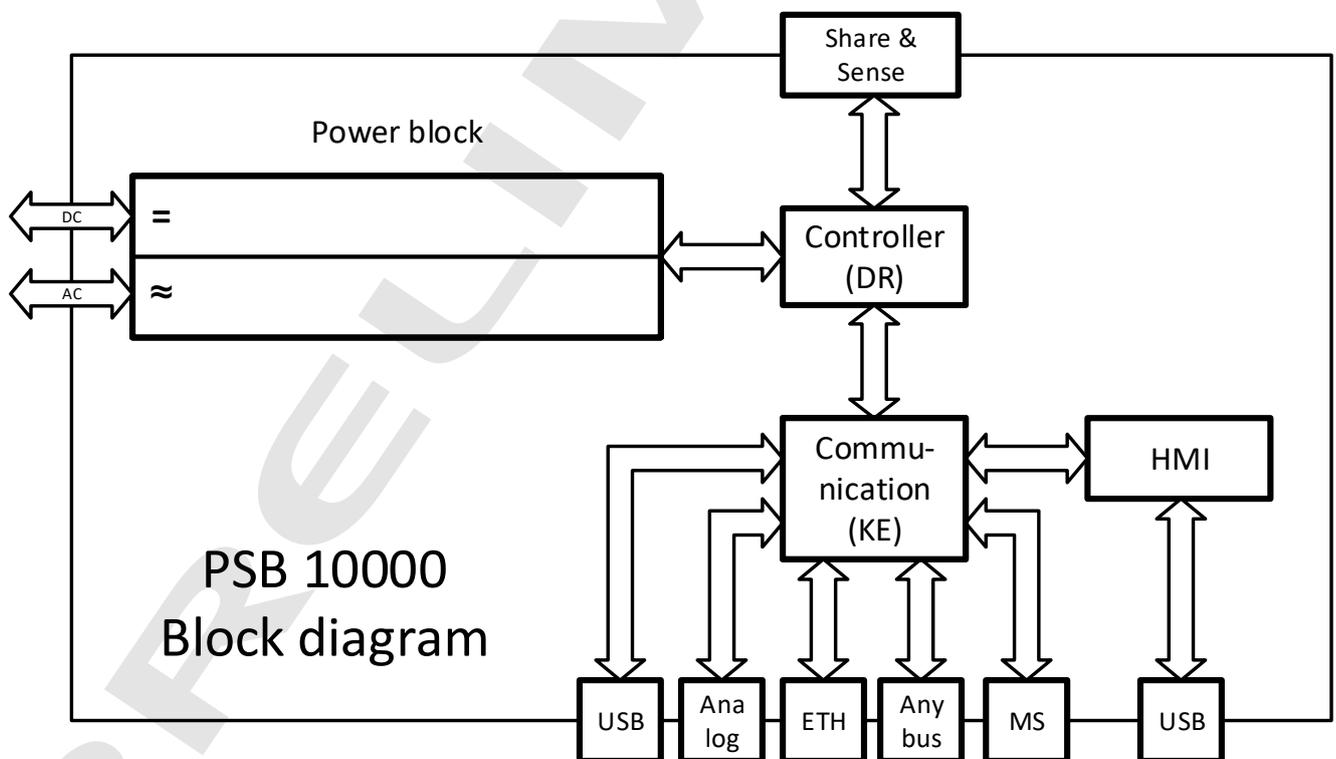 Share &
Sense
Power block
DC
=
AC
≈
Controller
(DR)
Commu-
nication
(KE)
HMI
PSB 10000
Block diagram
USB
Ana
log
ETH
Any
bus
MS
USB
PRELIM